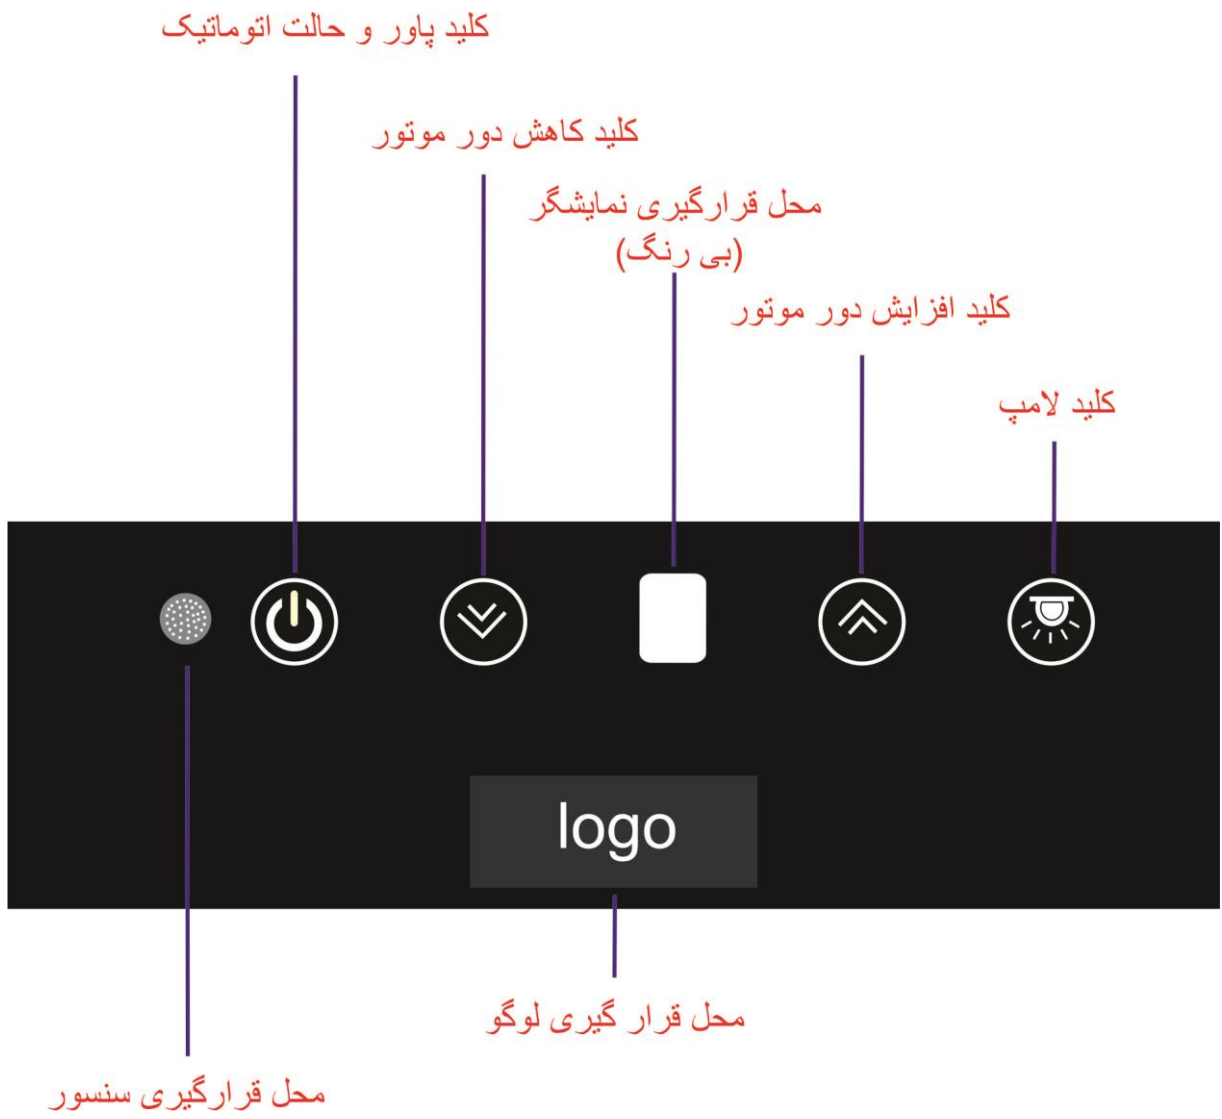 کلید پاور و حالت اتوماتیک
کلید کاهش دور موتور
محل قرارگیری نمایشگر
(بی رنگ)
کلید افزایش دور موتور
کلید لامپ
logo
محل قرار گیری لوگو
محل قرارگیری سنسور